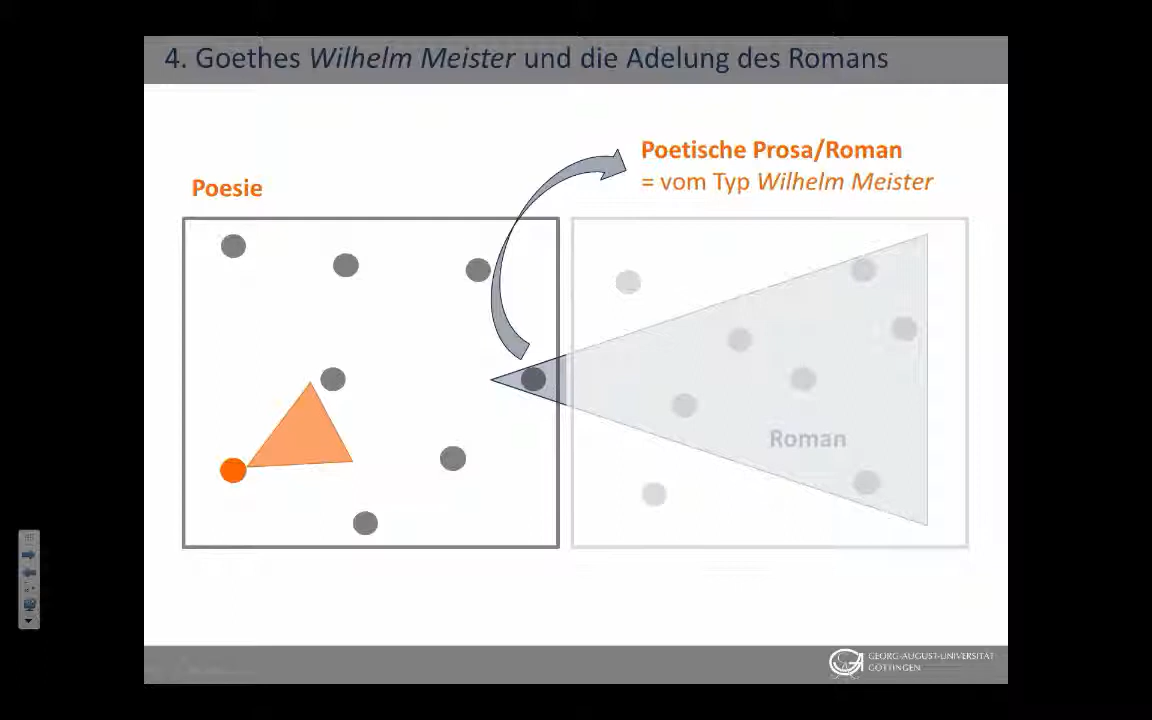 4. Goethes Wilhelm Meister und die Adelung des Romans
Poetische Prosa/Roman
= vom Typ Wilhelm Meister
Poesie
Roman
GEORG-AUGUST-UNIVERSITÄT
GÖTTINGEN